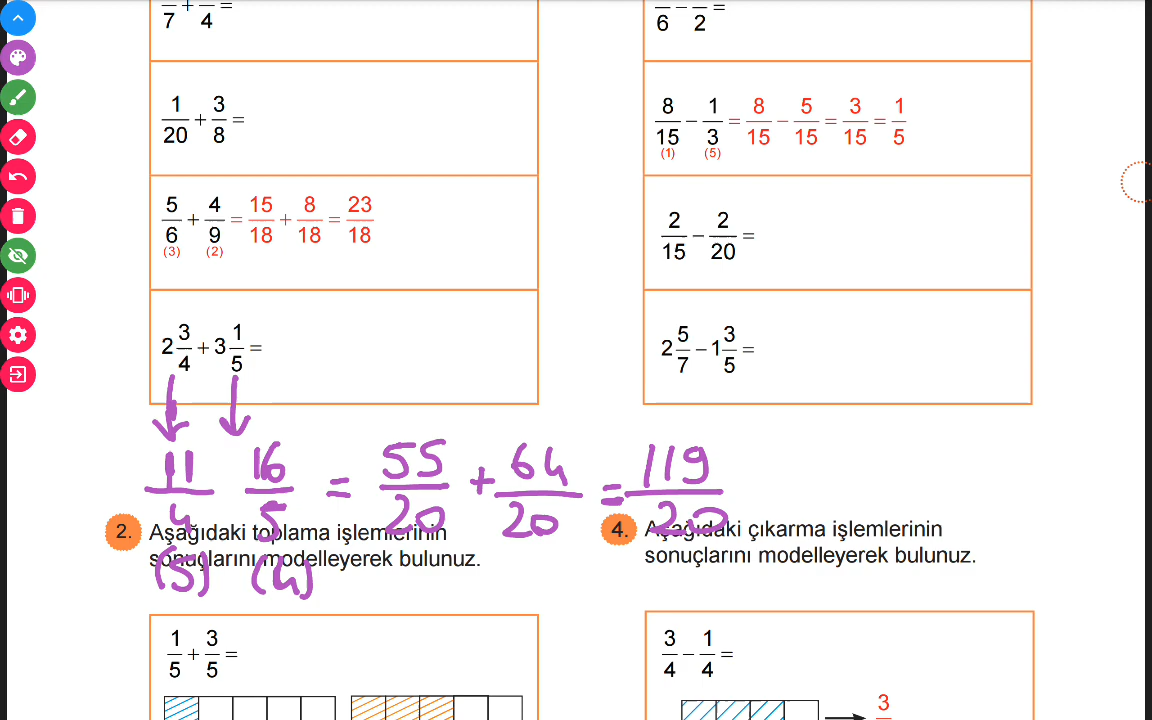 7 + 4 =
1/20 + 3/8 =
5/6 + 4/9 = 15/18 + 8/18 = 23/18
(3) (2)
2 3/4 + 3 1/5 =
11/4 16/5 = 55/20 + 64/20 = 119/20
(5) (4)
2. Aşağıdaki toplama işlemlerinin
sonuçlarını modelleyerek bulunuz.
1/5 + 3/5 =
6 − 2 =
8/15 − 1/3 = 8/15 − 5/15 = 3/15 = 1/5
(1) (5)
2/15 − 2/20 =
2 5/7 − 1 3/5 =
4. Aşağıdaki çıkarma işlemlerinin
sonuçlarını modelleyerek bulunuz.
3/4 − 1/4 =
3